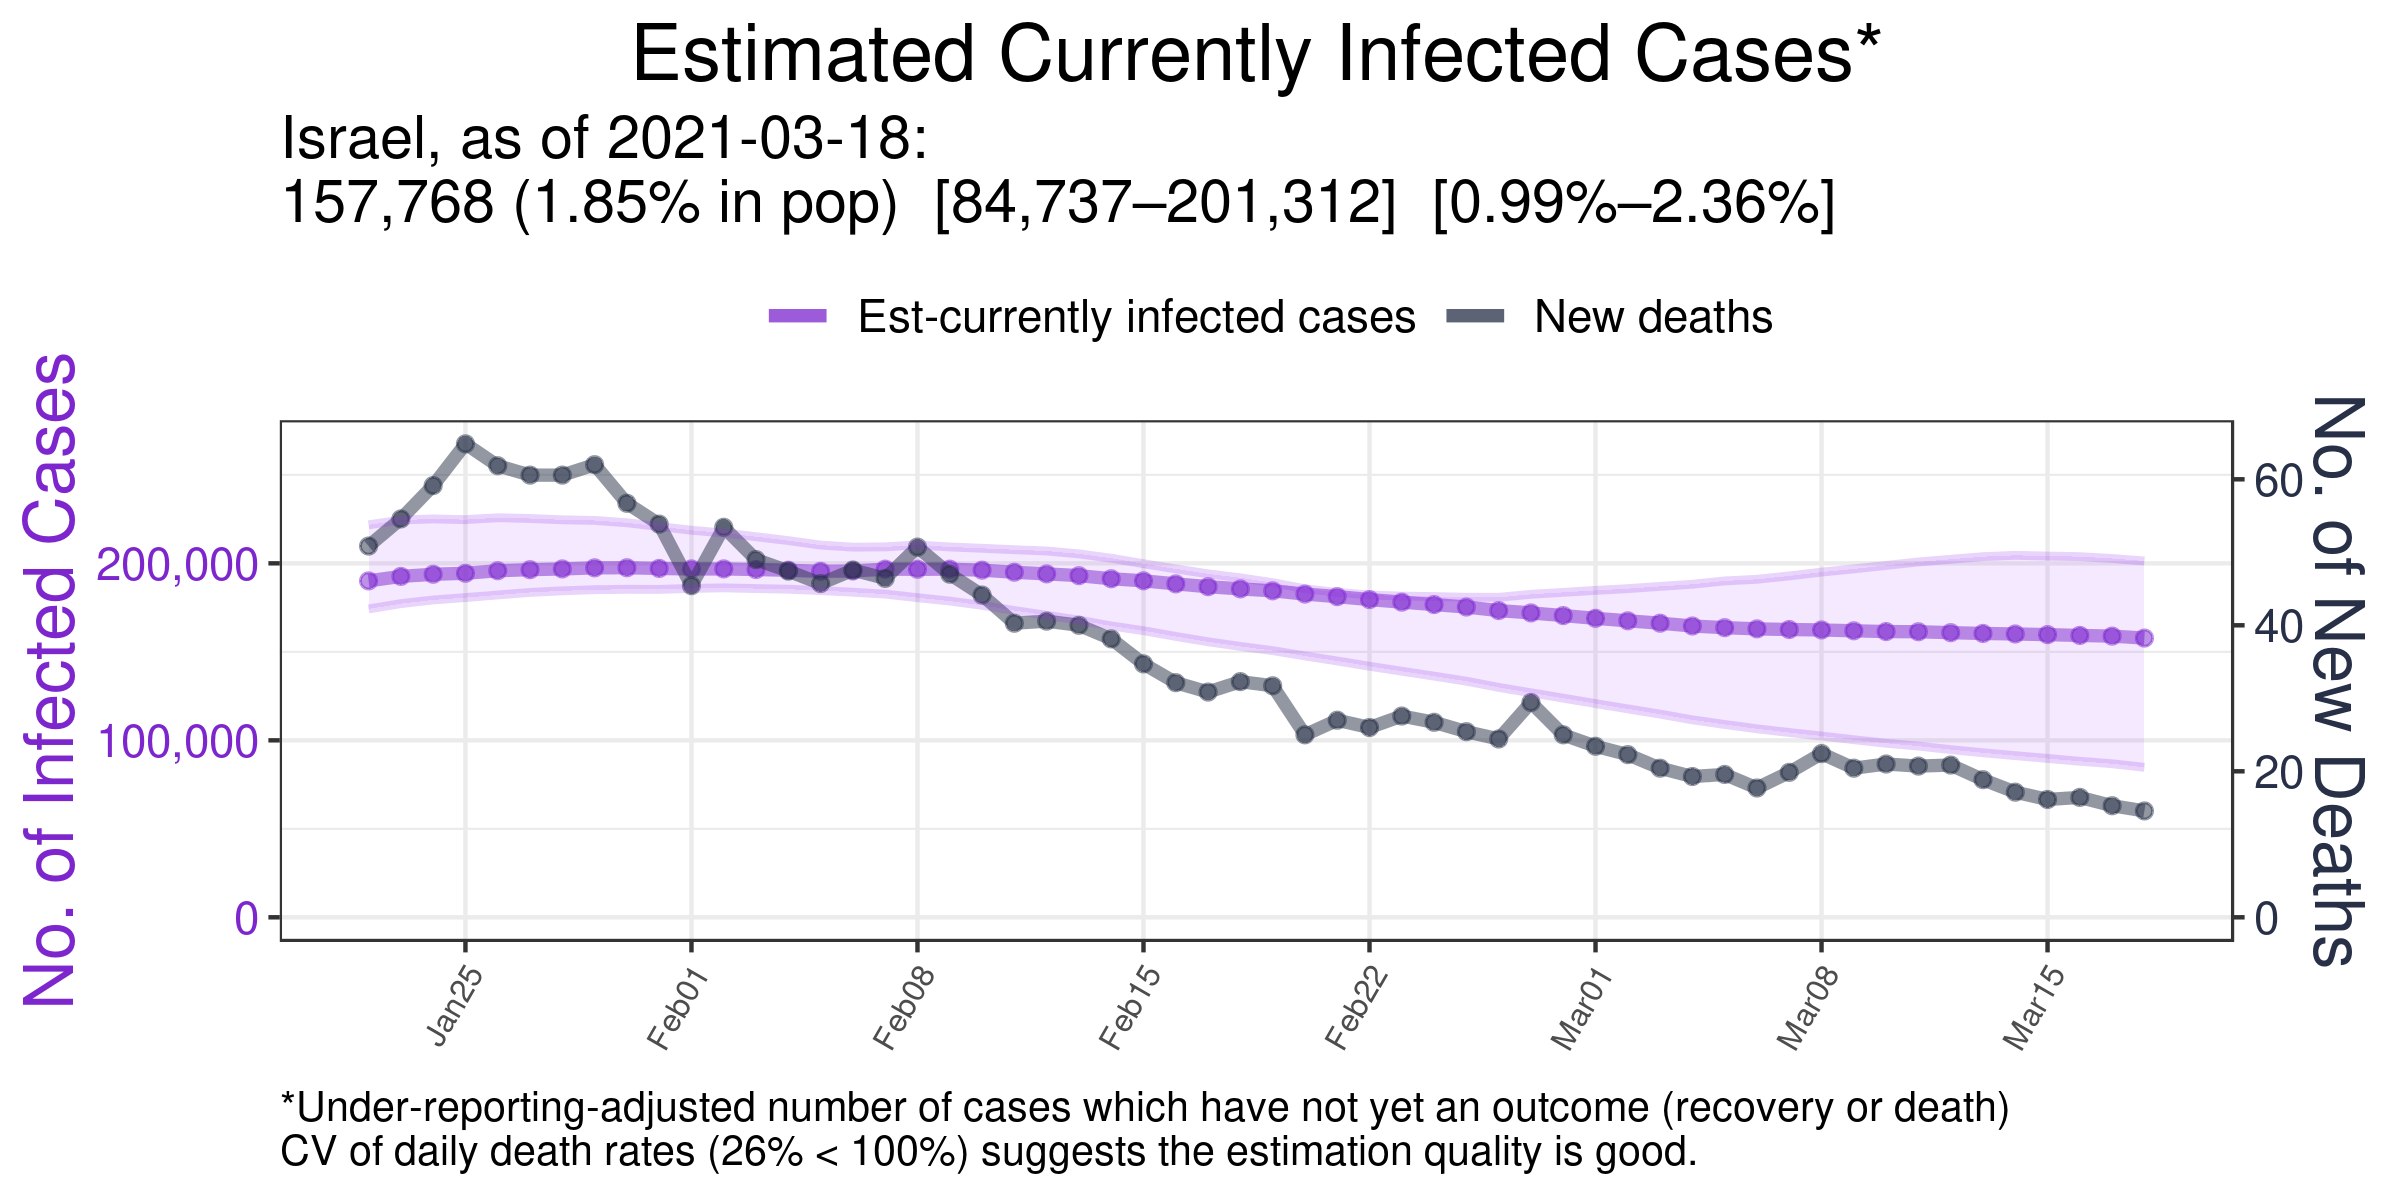 Estimated Currently Infected Cases*
Israel, as of 2021-03-18:
157,768 (1.85% in pop)  [84,737–201,312]  [0.99%–2.36%]
Est-currently infected cases
New deaths
No. of Infected Cases
200,000
100,000
0
No. of New Deaths
60
40
20
0
Jan25
Feb01
Feb08
Feb15
Feb22
Mar01
Mar08
Mar15
*Under-reporting-adjusted number of cases which have not yet an outcome (recovery or death)
CV of daily death rates (26% < 100%) suggests the estimation quality is good.